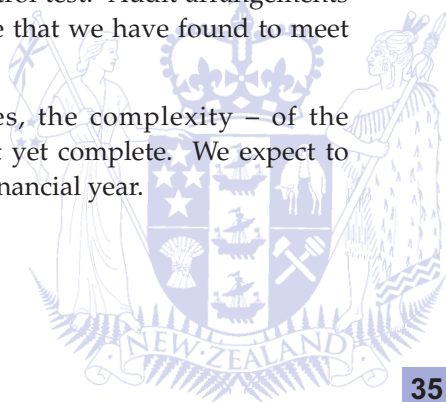 trol test. Audit arrangements
e that we have found to meet
es, the complexity – of the
t yet complete. We expect to
nancial year.
NEW·ZEALAND
35